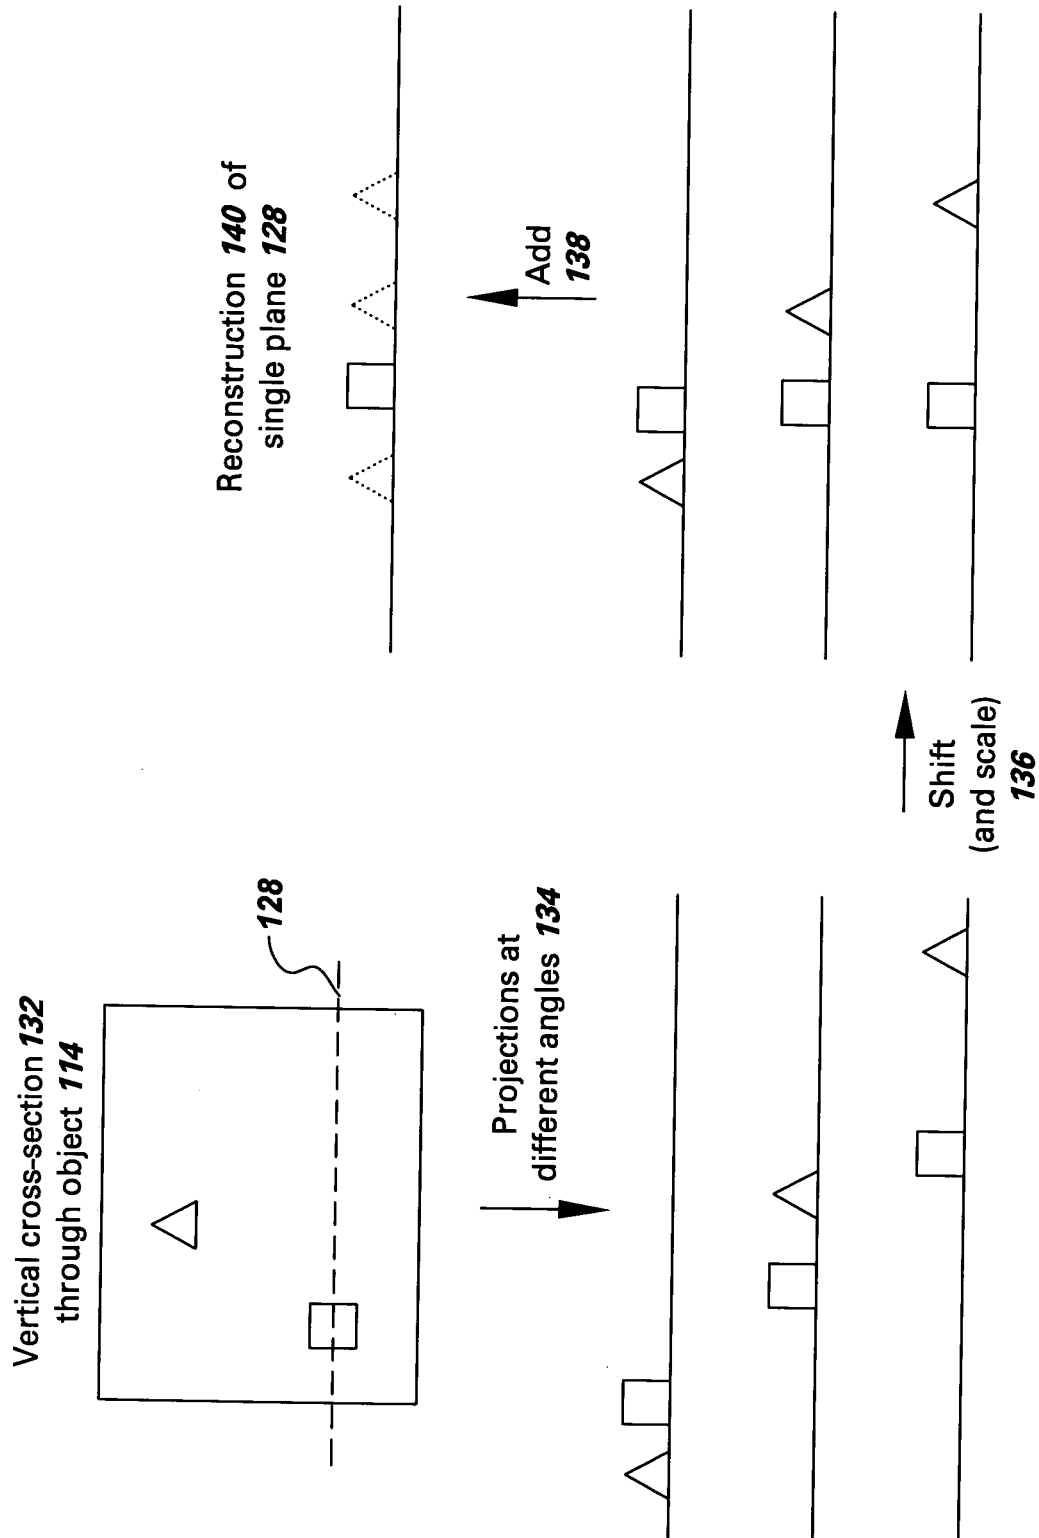 Vertical cross-section 132
through object 114
128
Projections at
different angles 134
Shift
(and scale)
136
Add
138
Reconstruction 140 of
single plane 128